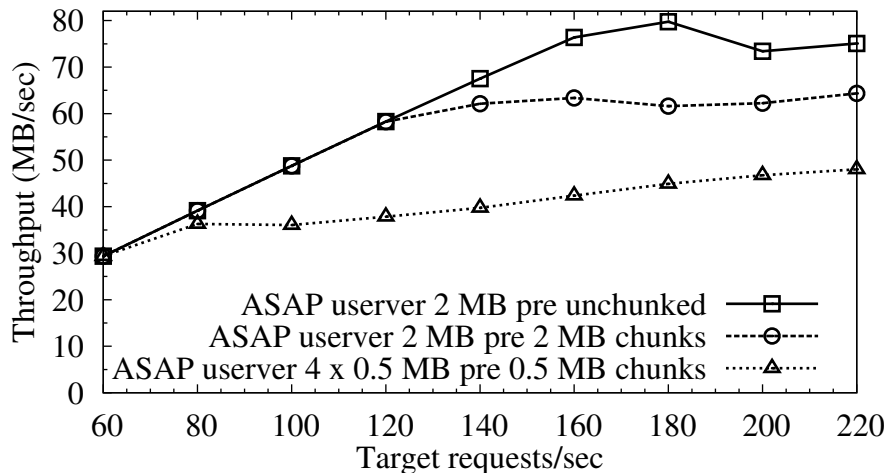 Throughput (MB/sec)
80
70
60
50
40
30
20
10
0
ASAP userver 2 MB pre unchunked
ASAP userver 2 MB pre 2 MB chunks
ASAP userver 4 x 0.5 MB pre 0.5 MB chunks
60 80 100 120 140 160 180 200 220
Target requests/sec